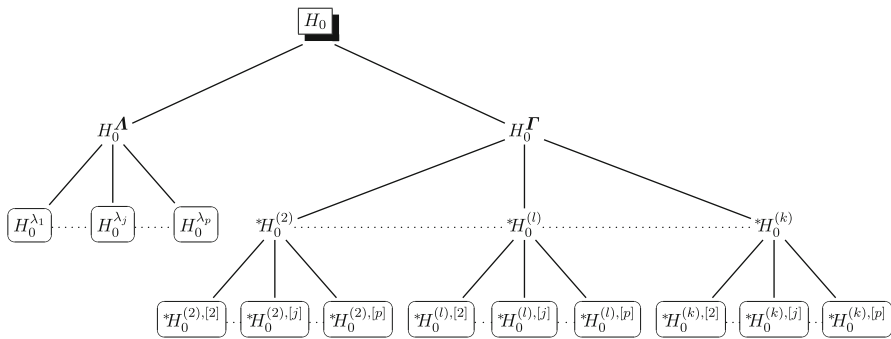 H_0
H_0^Λ H_0^Γ
H_0^{λ_1} H_0^{λ_j} H_0^{λ_p} *H_0^{(2)} *H_0^{(l)} *H_0^{(k)}
*H_0^{(2),[2]} *H_0^{(2),[j]} *H_0^{(2),[p]} *H_0^{(l),[2]} *H_0^{(l),[j]} *H_0^{(l),[p]} *H_0^{(k),[2]} *H_0^{(k),[j]} *H_0^{(k),[p]}